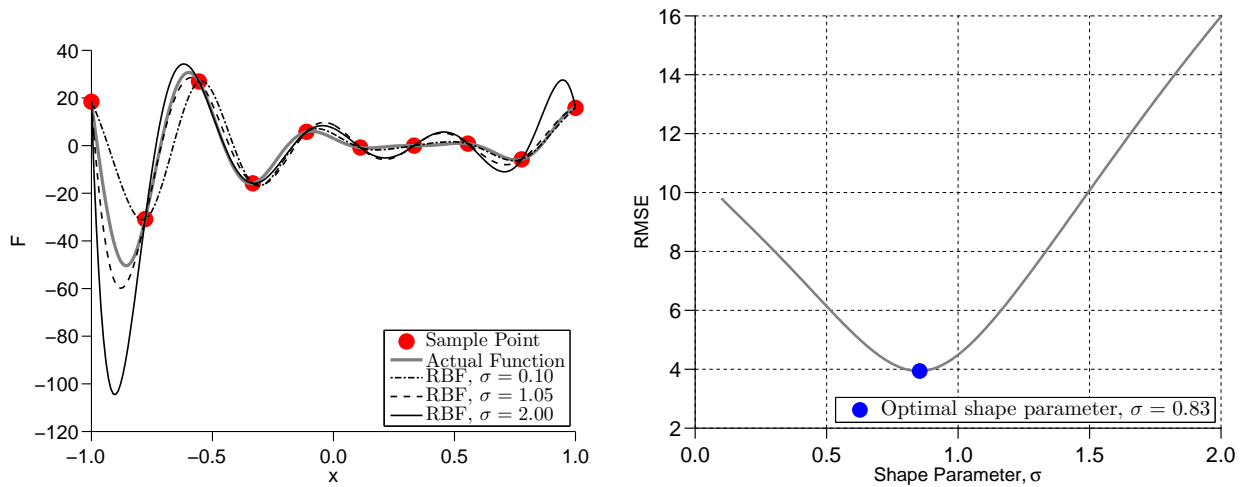 40
20
0
−20
−40
−60
−80
−100
−120
F
−1.0
−0.5
0.0
0.5
1.0
x
Sample Point
Actual Function
RBF, σ = 0.10
RBF, σ = 1.05
RBF, σ = 2.00
16
14
12
10
8
6
4
2
RMSE
0.0
0.5
1.0
1.5
2.0
Shape Parameter, σ
Optimal shape parameter, σ = 0.83